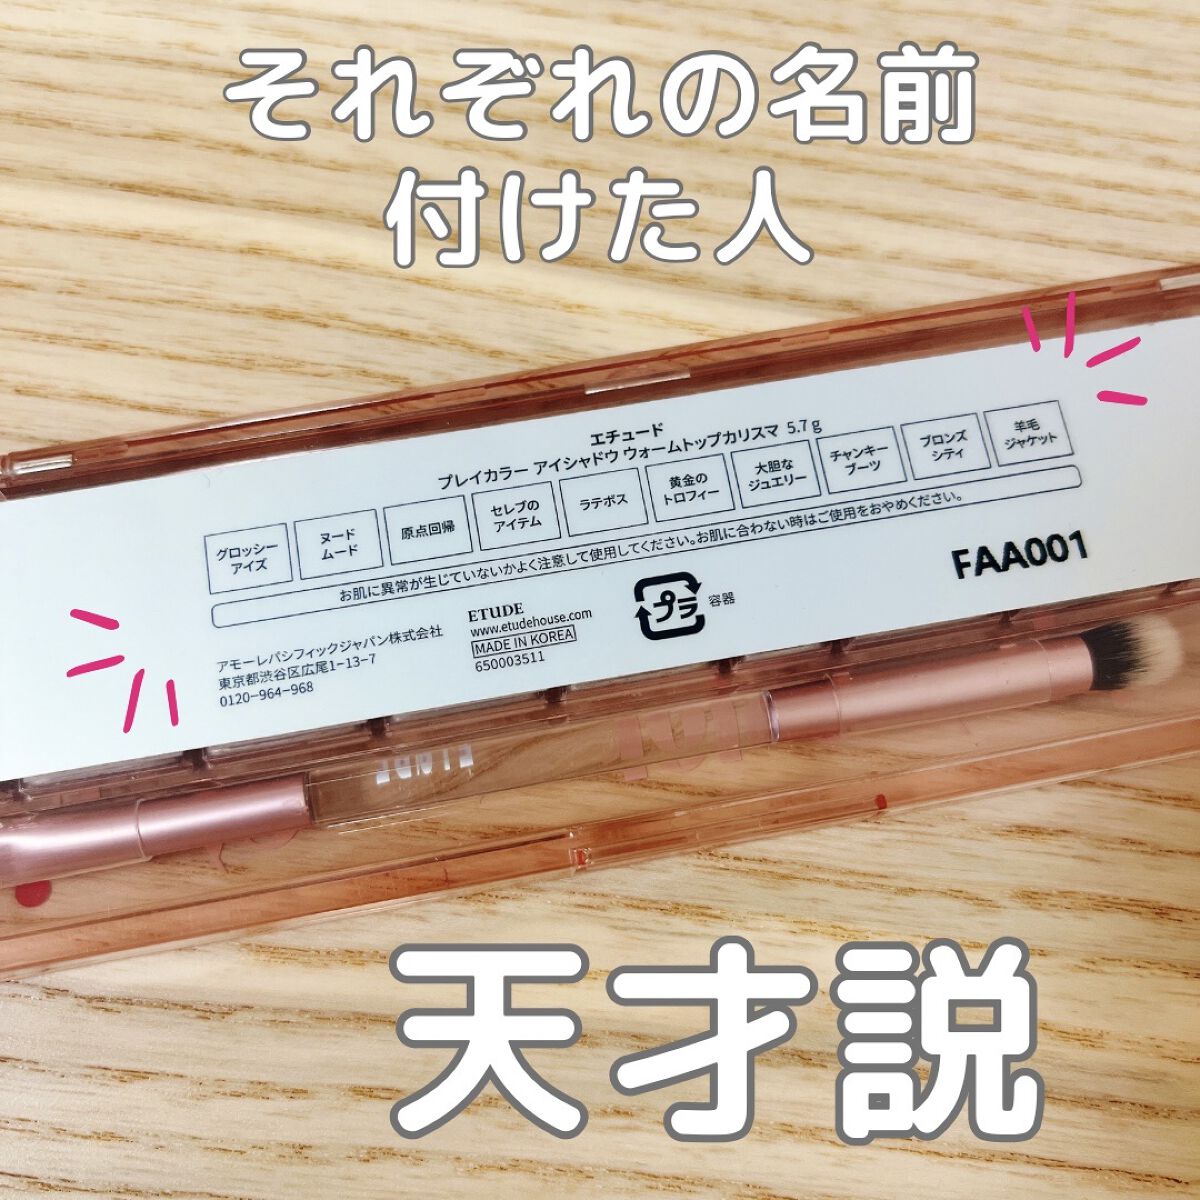 それぞれの名前
付けた人
エチュード
プレイカラー アイシャドウ ウォームトップカリスマ 5.7 g
グロッシー
アイズ
ヌード
ムード
原点回帰
セレブの
アイテム
ラテボス
黄金の
トロフィー
大胆な
ジュエリー
チャンキー
ブーツ
ブロンズ
シティ
羊毛
ジャケット
お肌に異常が生じていないかよく注意して使用してください。お肌に合わない時はご使用をおやめください。
アモーレパシフィックジャパン株式会社
東京都渋谷区広尾1-13-7
0120-964-968
ETUDE
www.etudehouse.com
MADE IN KOREA
650003511
プラ
容器
FAA001
天才説